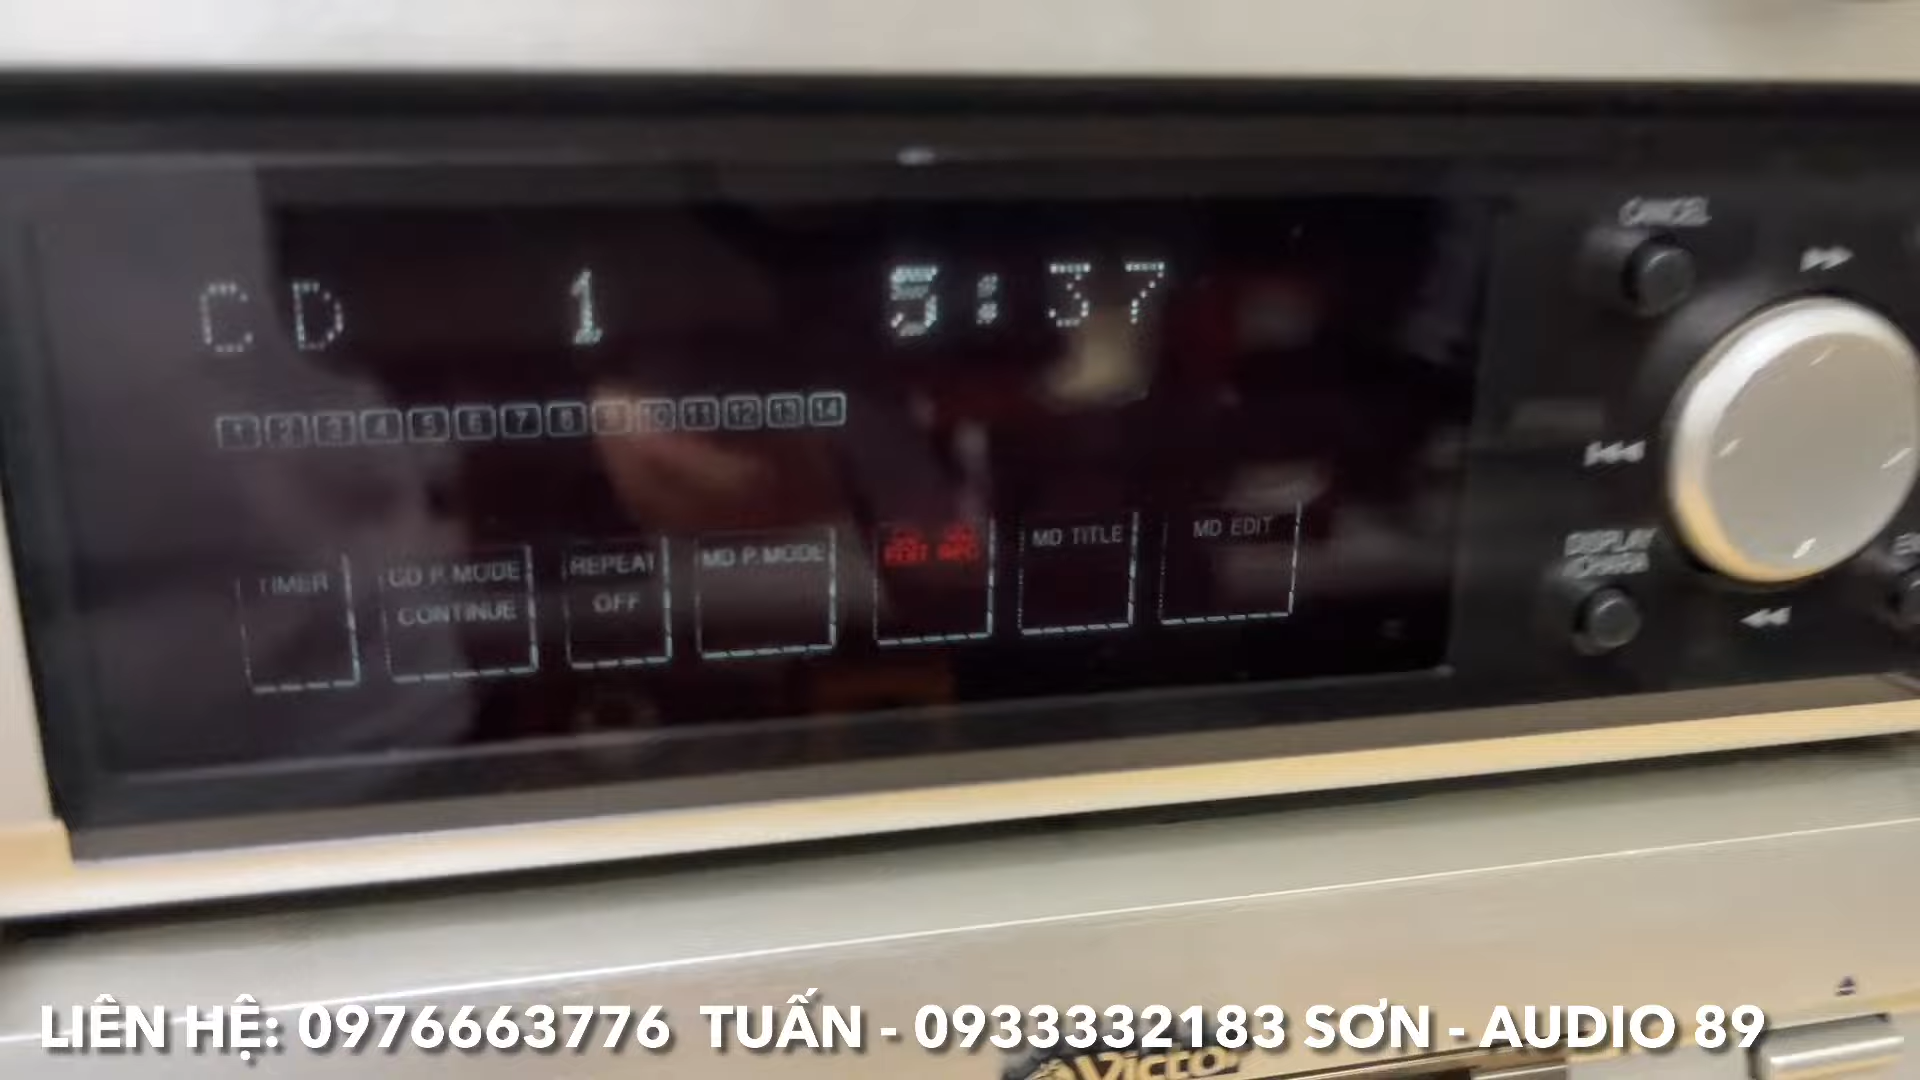 CANCEL
CD 1 5:37
1 2 3 4 5 6 7 8 9 10 11 12 13 14
TIMER
CD P.MODE
CONTINUE
REPEAT
OFF
MD P.MODE
MD TITLE
MD EDIT
DISPLAY
/CHARA
LIÊN HỆ: 0976663776 TUẤN - 0933332183 SƠN - AUDIO 89
Victor